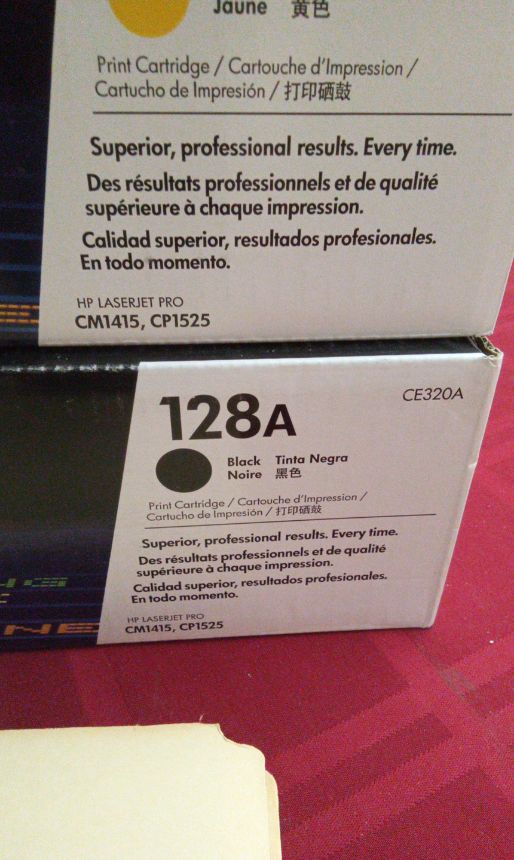 Jaune 黄色
Print Cartridge / Cartouche d'Impression /
Cartucho de Impresión / 打印硒鼓
Superior, professional results. Every time.
Des résultats professionnels et de qualité
supérieure à chaque impression.
Calidad superior, resultados profesionales.
En todo momento.
HP LASERJET PRO
CM1415, CP1525
128A
CE320A
Black Tinta Negra
Noire 黑色
Print Cartridge / Cartouche d'Impression /
Cartucho de Impresión / 打印硒鼓
Superior, professional results. Every time.
Des résultats professionnels et de qualité
supérieure à chaque impression.
Calidad superior, resultados profesionales.
En todo momento.
HP LASERJET PRO
CM1415, CP1525